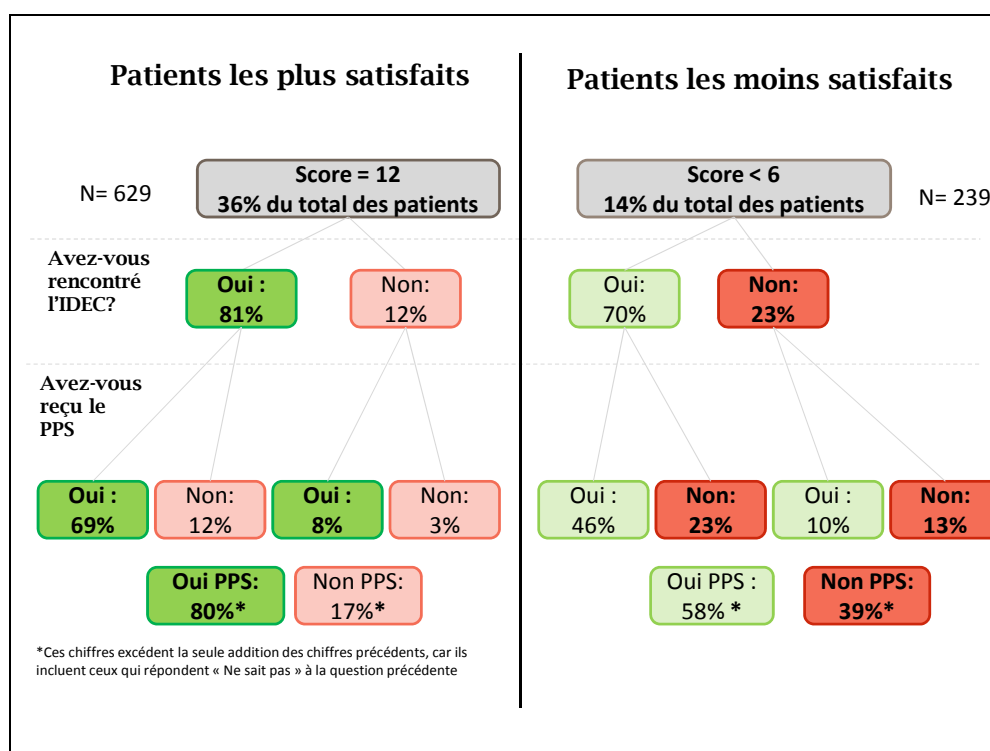 Patients les plus satisfaits
Patients les moins satisfaits
N= 629
Score = 12
36% du total des patients
Score < 6
14% du total des patients
N= 239
Avez-vous
rencontré
l'IDEC?
Oui :
81%
Non:
12%
Oui:
70%
Non:
23%
Avez-vous
reçu le
PPS
Oui :
69%
Non:
12%
Oui :
8%
Non:
3%
Oui :
46%
Non:
23%
Oui :
10%
Non:
13%
Oui PPS:
80%*
Non PPS:
17%*
Oui PPS :
58% *
Non PPS:
39%*
*Ces chiffres excédent la seule addition des chiffres précédents, car ils
incluent ceux qui répondent « Ne sait pas » à la question précédente